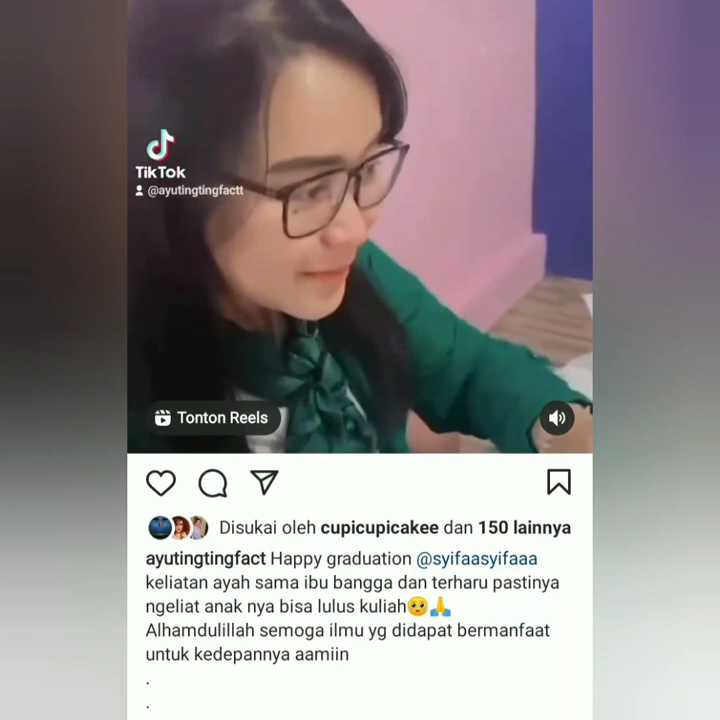 TikTok
@ayutingtingfactt
Tonton Reels
Disukai oleh cupicupicakee dan 150 lainnya
ayutingtingfact Happy graduation @syifaasyifaaa
keliatan ayah sama ibu bangga dan terharu pastinya
ngeliat anak nya bisa lulus kuliah🥺🙏
Alhamdulillah semoga ilmu yg didapat bermanfaat
untuk kedepannya aamiin
.
.